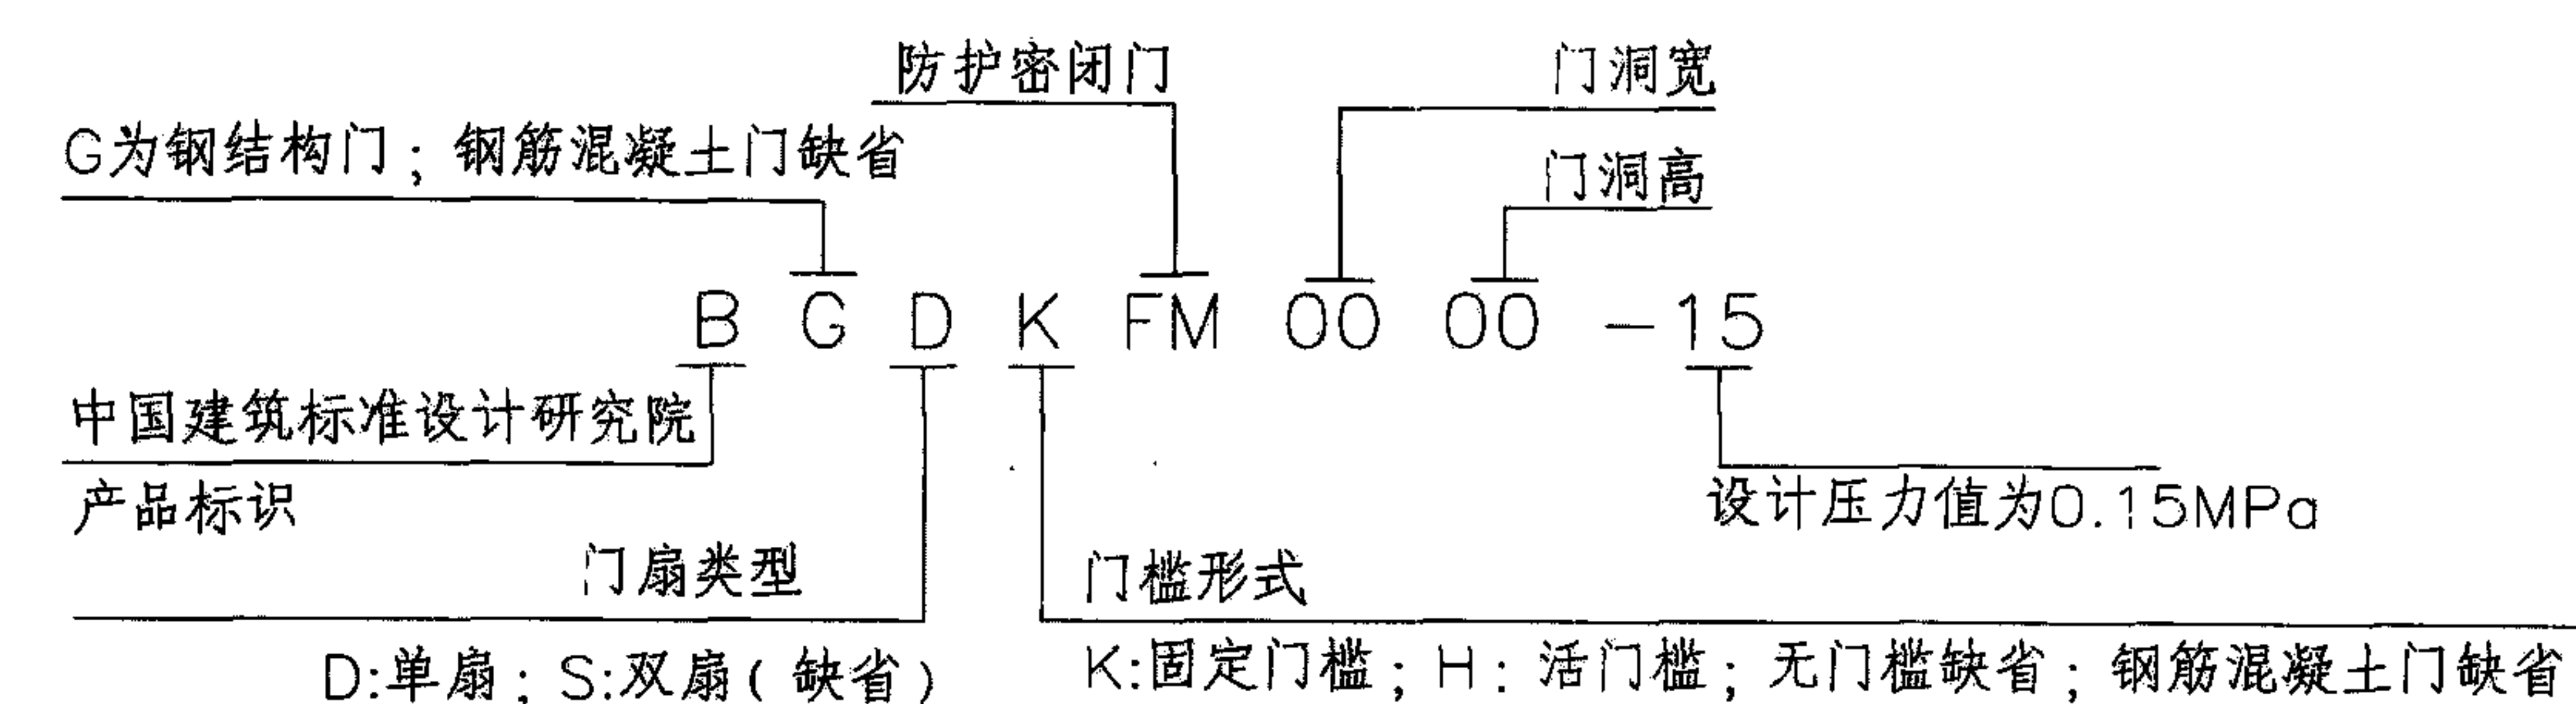 防护密闭门
门洞宽
G为钢结构门；钢筋混凝土门缺省
门洞高
B G D K FM 00 00 -15
中国建筑标准设计研究院
产品标识
设计压力值为0.15MPa
门扇类型
门槛形式
D:单扇；S:双扇(缺省)
K:固定门槛；H：活门槛；无门槛缺省；钢筋混凝土门缺省